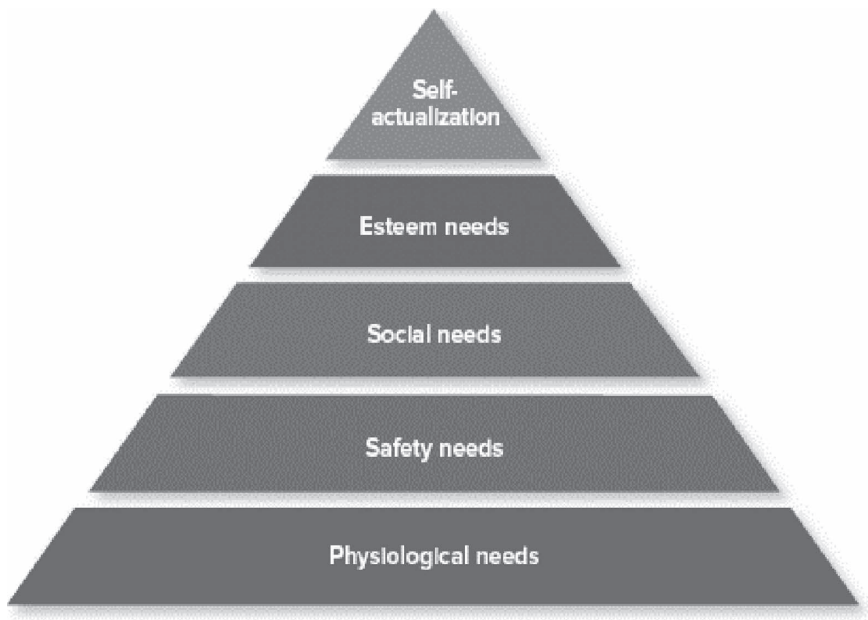 Self-
actualization
Esteem needs
Social needs
Safety needs
Physiological needs